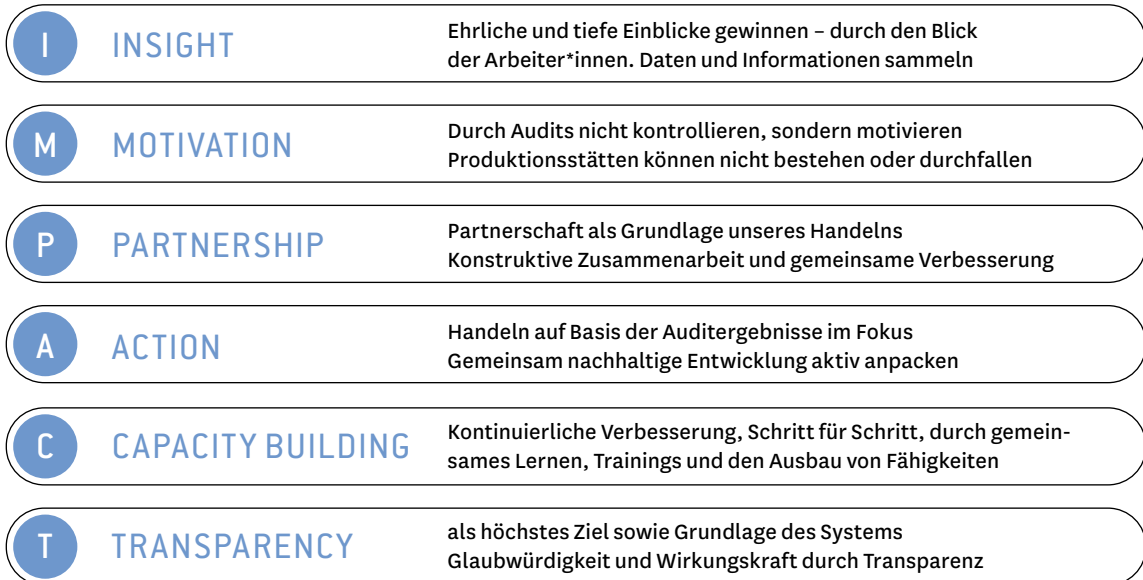 I INSIGHT
Ehrliche und tiefe Einblicke gewinnen – durch den Blick
der Arbeiter*innen. Daten und Informationen sammeln
M MOTIVATION
Durch Audits nicht kontrollieren, sondern motivieren
Produktionsstätten können nicht bestehen oder durchfallen
P PARTNERSHIP
Partnerschaft als Grundlage unseres Handelns
Konstruktive Zusammenarbeit und gemeinsame Verbesserung
A ACTION
Handeln auf Basis der Auditergebnisse im Fokus
Gemeinsam nachhaltige Entwicklung aktiv anpacken
C CAPACITY BUILDING
Kontinuierliche Verbesserung, Schritt für Schritt, durch gemein-
sames Lernen, Trainings und den Ausbau von Fähigkeiten
T TRANSPARENCY
als höchstes Ziel sowie Grundlage des Systems
Glaubwürdigkeit und Wirkungskraft durch Transparenz